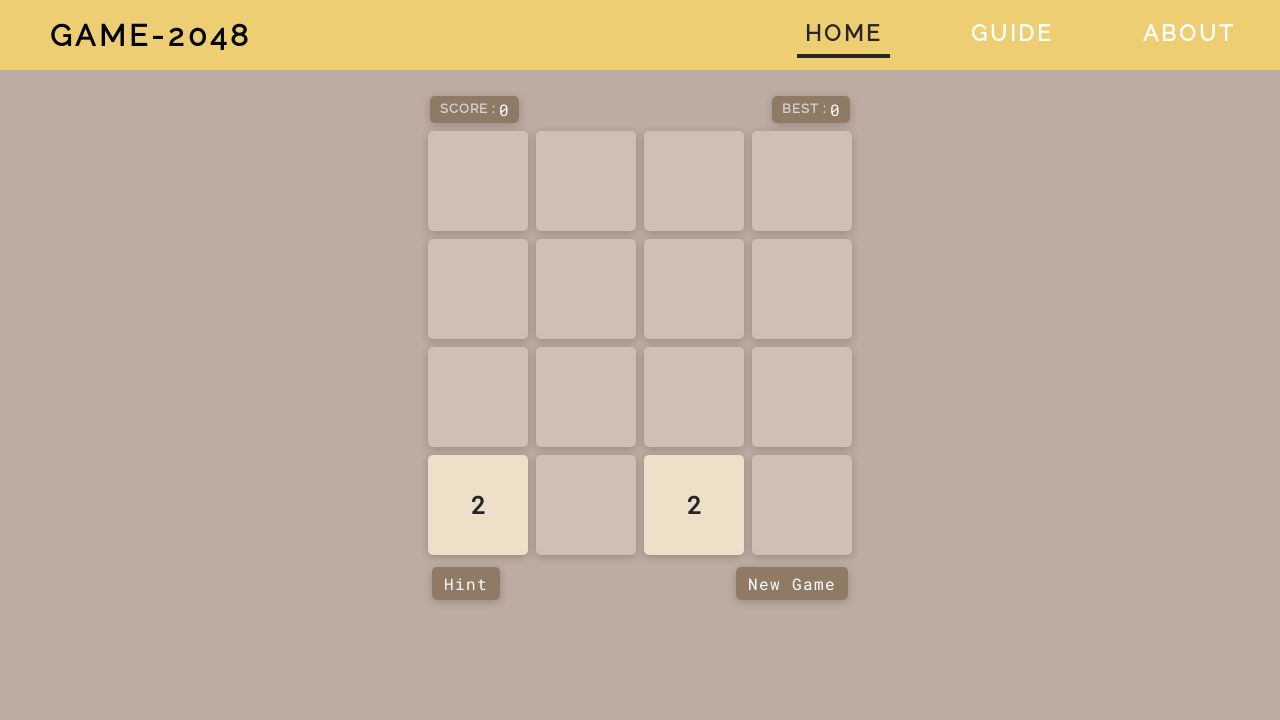 GAME-2048
HOME GUIDE ABOUT
SCORE : 0 BEST : 0
2 2
Hint New Game